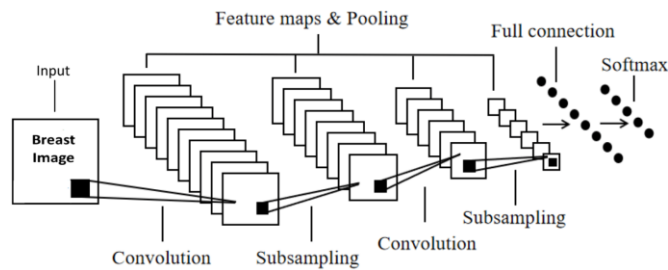 Feature maps & Pooling
Full connection
Softmax
Input
Breast
Image
Convolution
Subsampling
Convolution
Subsampling